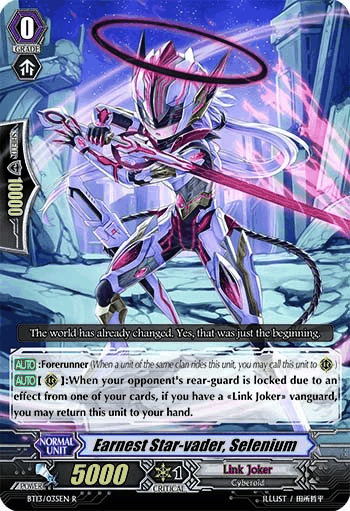 0
GRADE
SHIELD
10000
The world has already changed. Yes, that was just the beginning.
AUTO:Forerunner (When a unit of the same clan rides this unit, you may call this unit to RC)
AUTO [RC]:When your opponent's rear-guard is locked due to an
effect from one of your cards, if you have a «Link Joker» vanguard,
you may return this unit to your hand.
NORMAL
UNIT
Earnest Star-vader, Selenium
POWER
5000
1
CRITICAL
Link Joker
Cyberoid
BT13/035EN R
ILLUST / 田所哲平